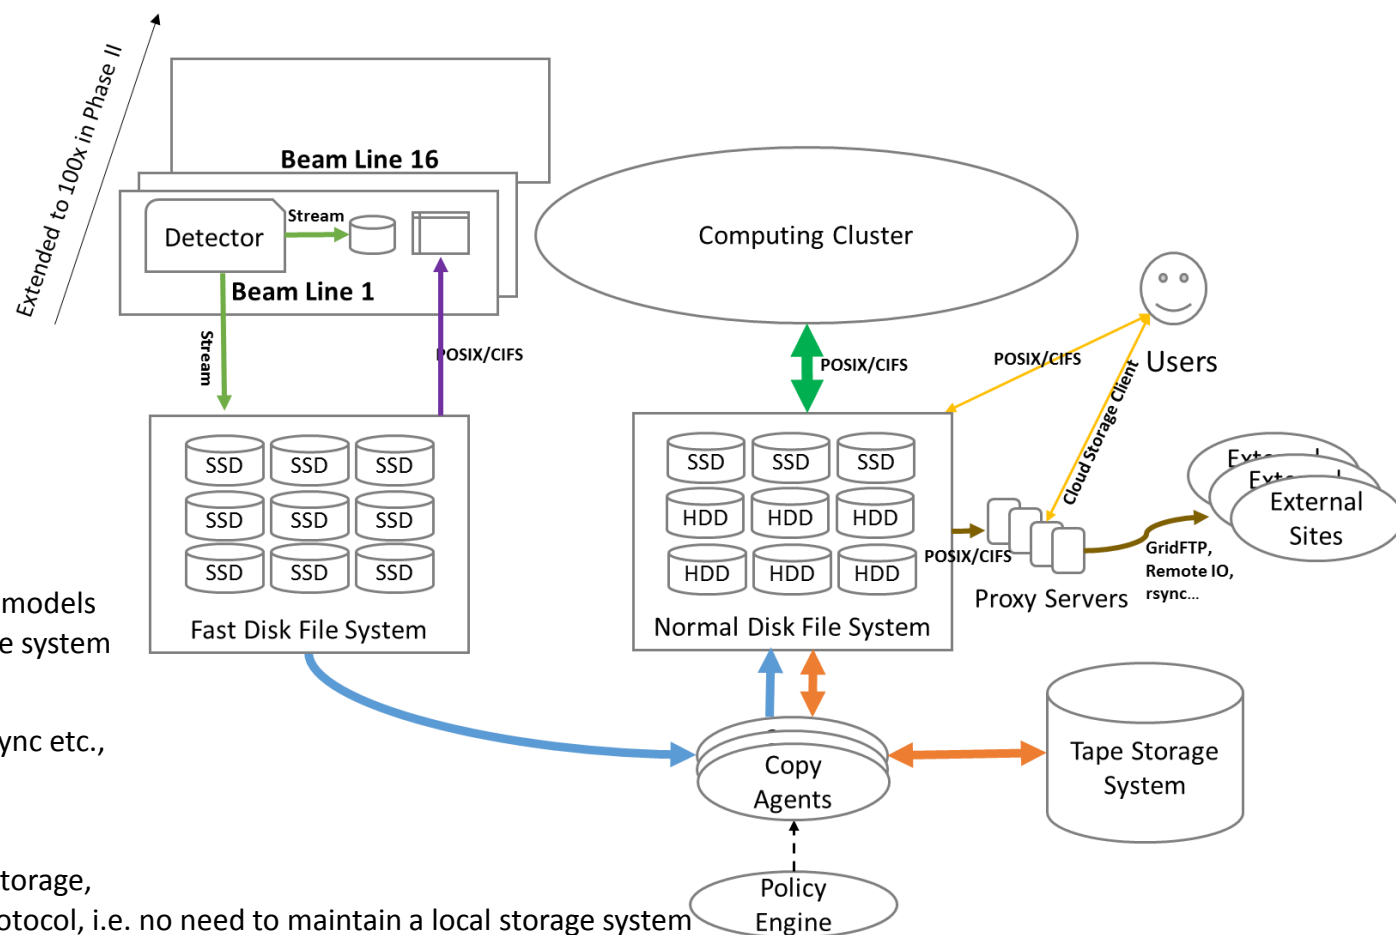 Extended to 100x in Phase II
Beam Line 16
Detector
Stream
Beam Line 1
Stream
POSIX/CIFS
Computing Cluster
POSIX/CIFS
POSIX/CIFS
Users
Cloud Storage Client
SSD SSD SSD
SSD SSD SSD
SSD SSD SSD
Fast Disk File System
SSD SSD SSD
HDD HDD HDD
HDD HDD HDD
Normal Disk File System
POSIX/CIFS
Proxy Servers
GridFTP,
Remote IO,
rsync...
External
Sites
models
e system
ync etc.,
torage,
otocol, i.e. no need to maintain a local storage system
Copy
Agents
Tape Storage
System
Policy
Engine